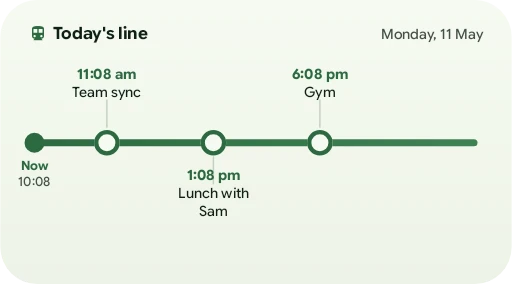 Today's line
Monday, 11 May
11:08 am
Team sync
6:08 pm
Gym
Now
10:08
1:08 pm
Lunch with
Sam